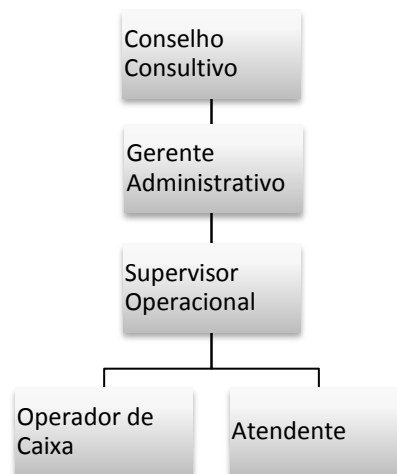 Conselho
Consultivo
Gerente
Administrativo
Supervisor
Operacional
Operador de
Caixa
Atendente